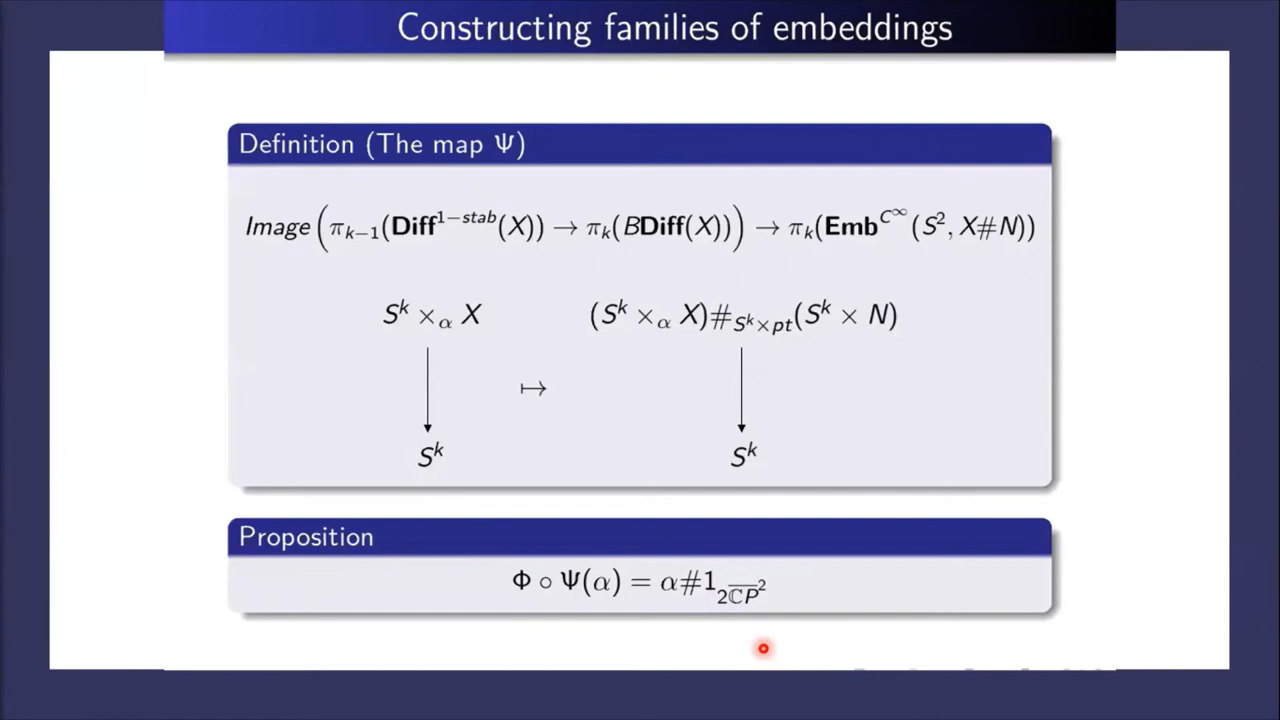 Constructing families of embeddings
Definition (The map Ψ)
Image(π_{k−1}(Diff^{1−stab}(X)) → π_k(BDiff(X))) → π_k(Emb^{C^∞}(S^2, X#N))
S^k ×_α X (S^k ×_α X)#_{S^k×pt}(S^k × N)
↦
S^k S^k
Proposition
Φ ∘ Ψ(α) = α#1_{2\overline{ℂP}^2}